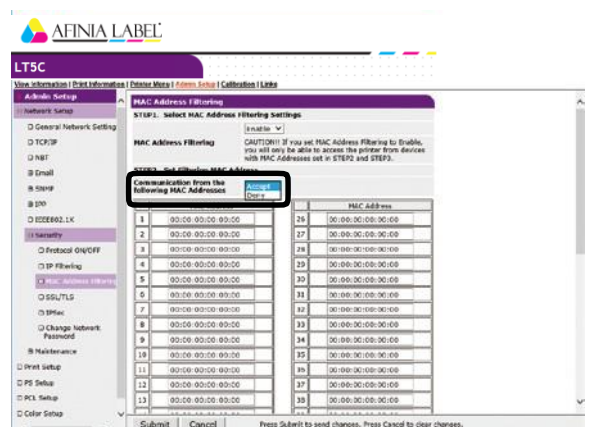 AFINIA LABEL
LT5C
View Information | Print Information | Printer Menu | Admin Setup | Calibration | Links
Admin Setup
Network Setup
General Network Setting
TCP/IP
NBT
Email
SNMP
IPP
IEEE802.1X
Security
Protocol ON/OFF
IP Filtering
MAC Address Filtering
SSL/TLS
IPSec
Change Network
Password
Maintenance
Print Setup
PS Setup
PCL Setup
Color Setup
MAC Address Filtering
STEP1. Select MAC Address Filtering Settings
Enable
MAC Address Filtering
CAUTION!! If you set MAC Address Filtering to Enable,
you will only be able to access the printer from devices
with MAC Addresses set in STEP2 and STEP3.
STEP2. Set Filtering MAC Address
Communication from the
following MAC Addresses
Accept
Deny
MAC Address
1 00:00:00:00:00:00 26 00:00:00:00:00:00
2 00:00:00:00:00:00 27 00:00:00:00:00:00
3 00:00:00:00:00:00 28 00:00:00:00:00:00
4 00:00:00:00:00:00 29 00:00:00:00:00:00
5 00:00:00:00:00:00 30 00:00:00:00:00:00
6 00:00:00:00:00:00 31 00:00:00:00:00:00
7 00:00:00:00:00:00 32 00:00:00:00:00:00
8 00:00:00:00:00:00 33 00:00:00:00:00:00
9 00:00:00:00:00:00 34 00:00:00:00:00:00
10 00:00:00:00:00:00 35 00:00:00:00:00:00
11 00:00:00:00:00:00 36 00:00:00:00:00:00
12 00:00:00:00:00:00 37 00:00:00:00:00:00
13 00:00:00:00:00:00 38 00:00:00:00:00:00
Submit Cancel Press Submit to send changes. Press Cancel to clear changes.